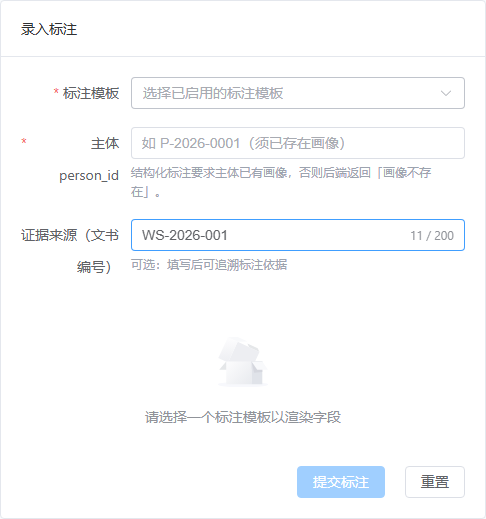 录入标注
* 标注模板
选择已启用的标注模板
* 主体
person_id
如 P-2026-0001（须已存在画像）
结构化标注要求主体已有画像，否则后端返回「画像不存
在」。
证据来源（文书
编号）
WS-2026-001
11 / 200
可选：填写后可追溯标注依据
请选择一个标注模板以渲染字段
提交标注
重置